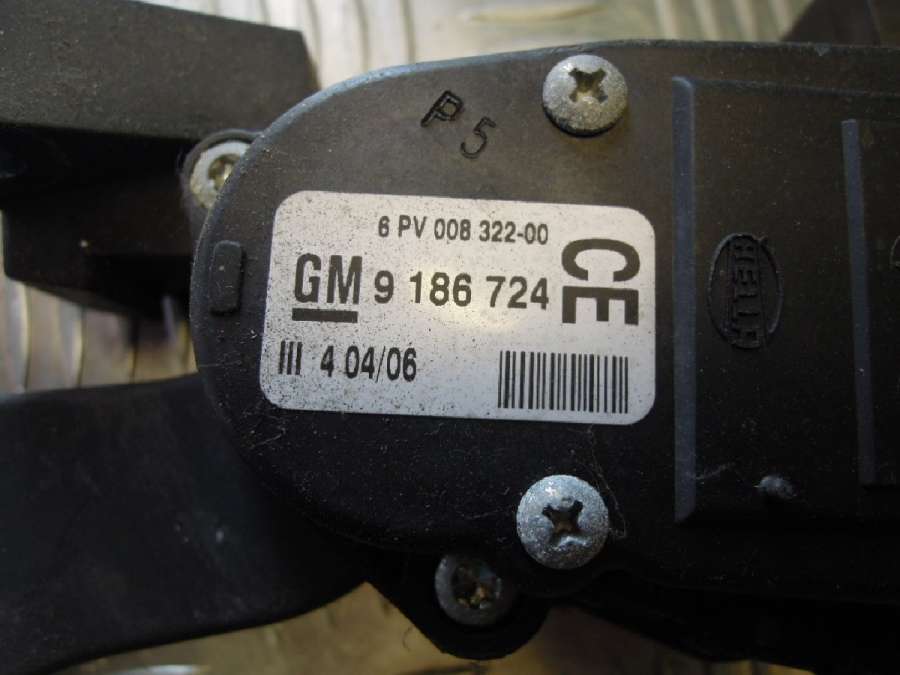 P5
6 PV 008 322-00
GM 9 186 724 CE
III 4 04/06
HELLA